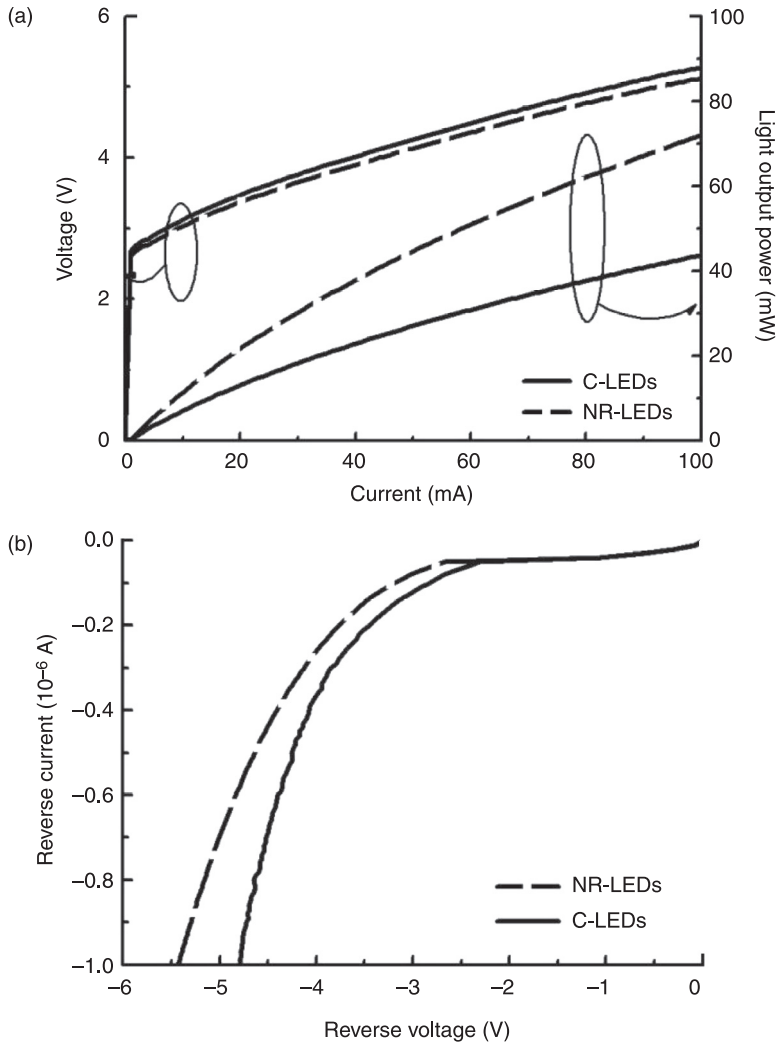 (a)
6
4
2
0
Voltage (V)
100
80
60
40
20
0
Light output power (mW)
C-LEDs
NR-LEDs
0
20
40
60
80
100
Current (mA)
(b)
0.0
–0.2
–0.4
–0.6
–0.8
–1.0
Reverse current (10⁻⁶ A)
NR-LEDs
C-LEDs
–6
–5
–4
–3
–2
–1
0
Reverse voltage (V)